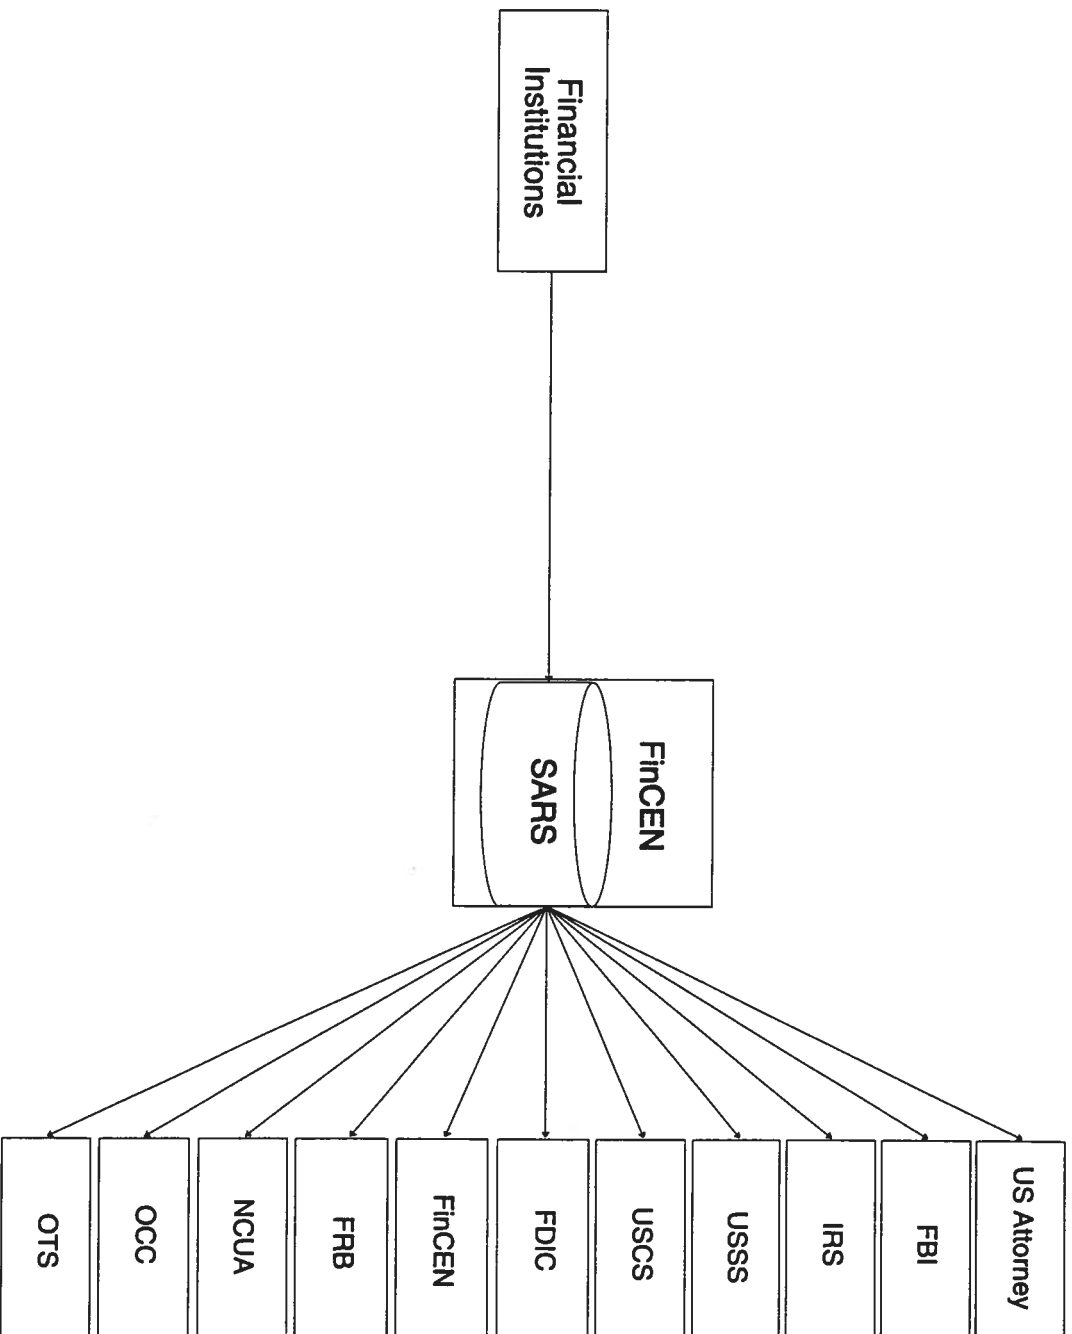 Financial
Institutions
FinCEN
SARS
US Attorney
FBI
IRS
USSS
USCS
FDIC
FinCEN
FRB
NCUA
OCC
OTS